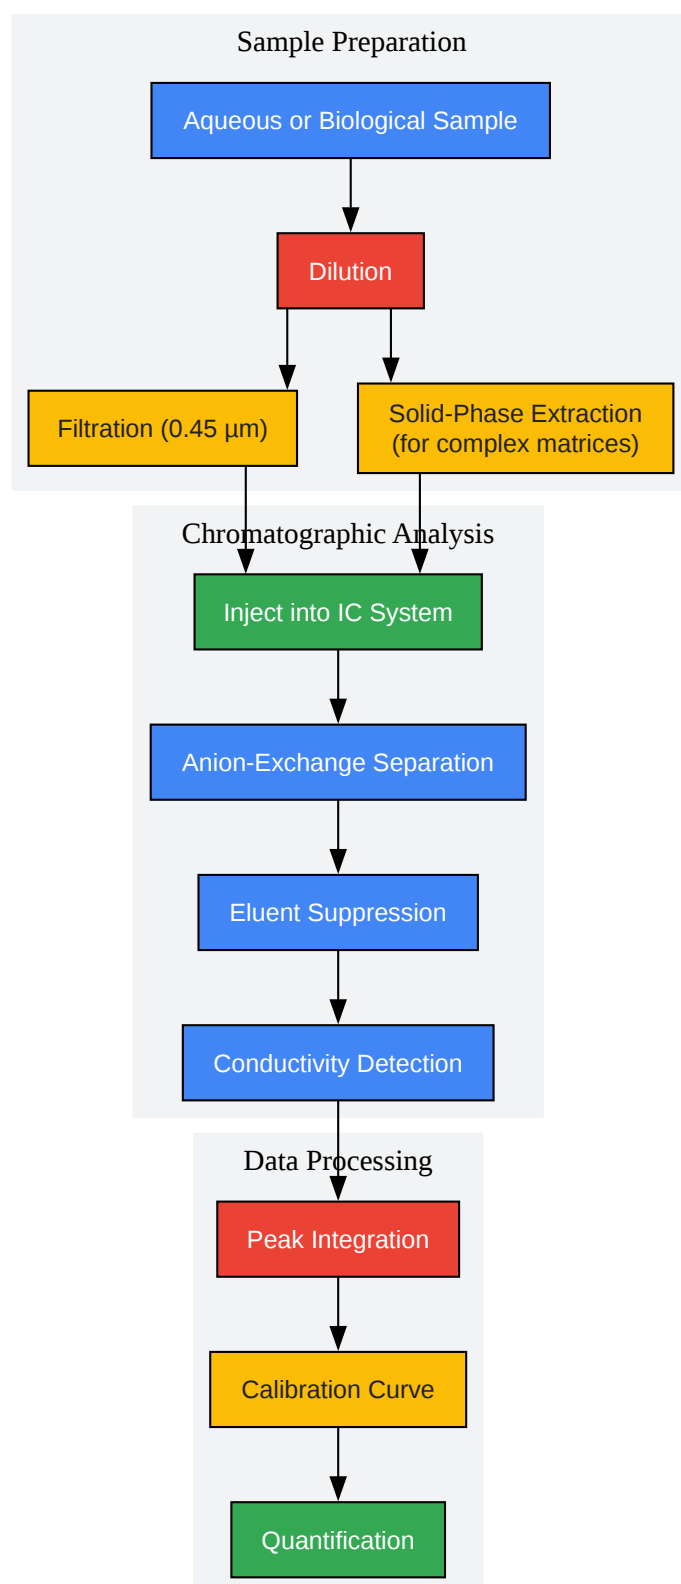 Sample Preparation
Aqueous or Biological Sample
Dilution
Filtration (0.45 µm)
Solid-Phase Extraction
(for complex matrices)
Chromatographic Analysis
Inject into IC System
Anion-Exchange Separation
Eluent Suppression
Conductivity Detection
Data Processing
Peak Integration
Calibration Curve
Quantification